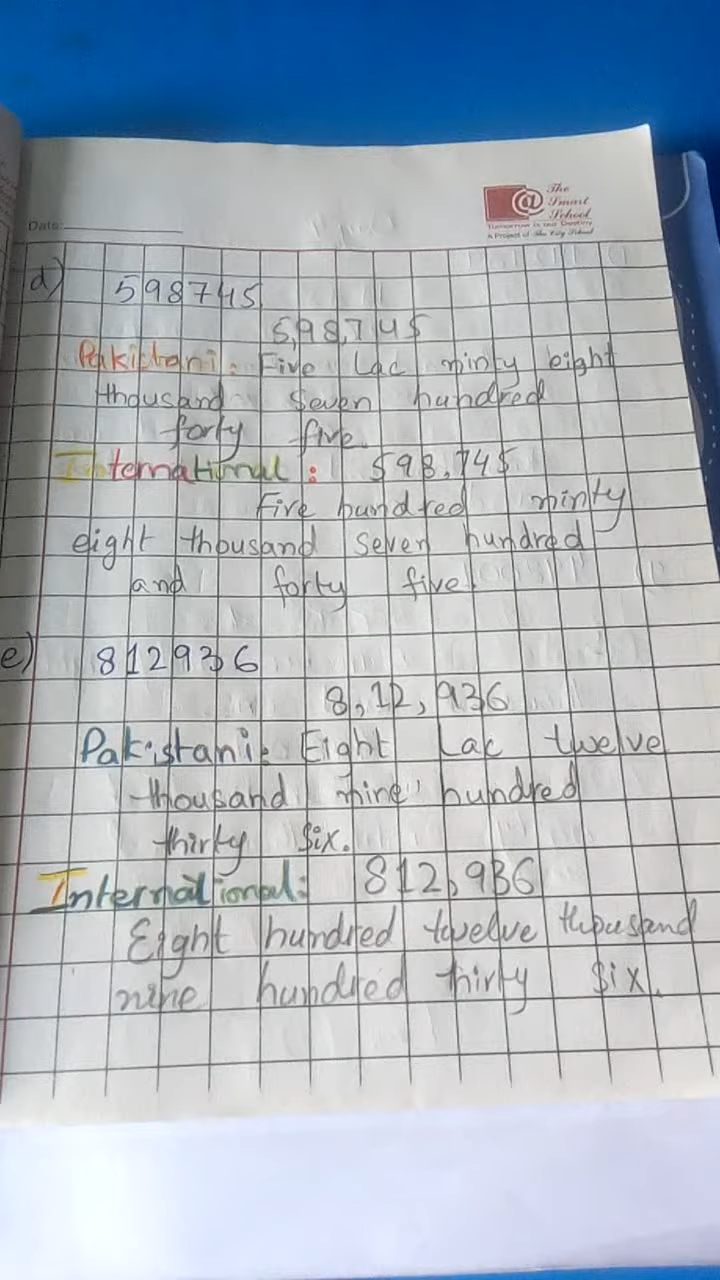 The
Smart
School
Tomorrow is our Destiny
A Project of The City School
Date:
d) 598745
5,98,745
Pakistani: Five Lac ninty eight
thousand seven hundred
forty five.
International: 598,745
Five hundred ninty
eight thousand seven hundred
and forty five
e) 812936
8,12,936
Pakistani: Eight Lac twelve
thousand nine hundred
thirty six.
International: 812,936
Eight hundred twelve thousand
nine hundred thirty six.